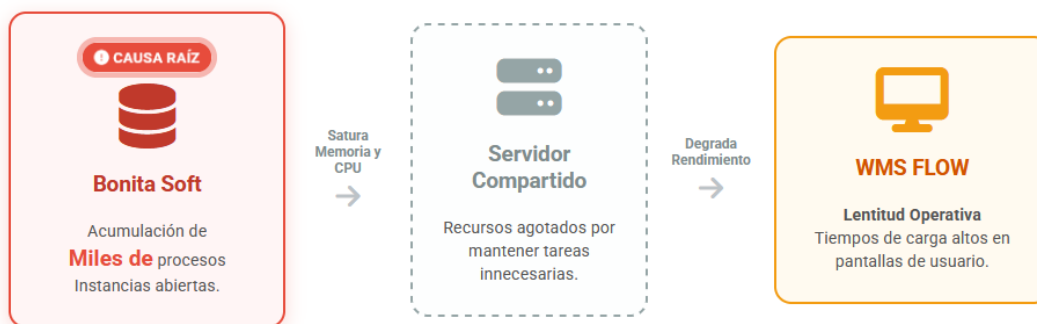 CAUSA RAÍZ
Bonita Soft
Acumulación de
Miles de procesos
Instancias abiertas.
Satura
Memoria y
CPU
Servidor
Compartido
Recursos agotados por
mantener tareas
innecesarias.
Degrada
Rendimiento
WMS FLOW
Lentitud Operativa
Tiempos de carga altos en
pantallas de usuario.